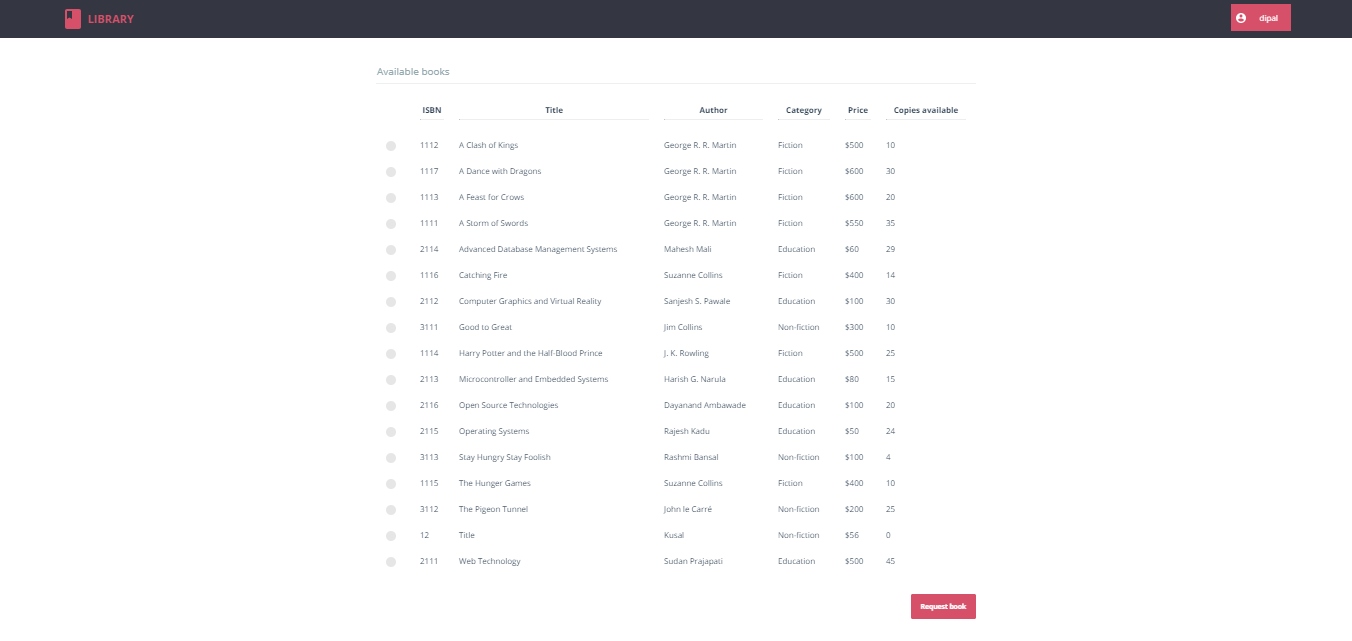 LIBRARY
dipal
Available books
ISBN Title Author Category Price Copies available
1112 A Clash of Kings George R. R. Martin Fiction $500 10
1117 A Dance with Dragons George R. R. Martin Fiction $600 30
1113 A Feast for Crows George R. R. Martin Fiction $600 20
1111 A Storm of Swords George R. R. Martin Fiction $550 35
2114 Advanced Database Management Systems Mahesh Mali Education $60 29
1116 Catching Fire Suzanne Collins Fiction $400 14
2112 Computer Graphics and Virtual Reality Sanjesh S. Pawale Education $100 30
3111 Good to Great Jim Collins Non-fiction $300 10
1114 Harry Potter and the Half-Blood Prince J. K. Rowling Fiction $500 25
2113 Microcontroller and Embedded Systems Harish G. Narula Education $80 15
2116 Open Source Technologies Dayanand Ambawade Education $100 20
2115 Operating Systems Rajesh Kadu Education $50 24
3113 Stay Hungry Stay Foolish Rashmi Bansal Non-fiction $100 4
1115 The Hunger Games Suzanne Collins Fiction $400 10
3112 The Pigeon Tunnel John le Carré Non-fiction $200 25
12 Title Kusal Non-fiction $56 0
2111 Web Technology Sudan Prajapati Education $500 45
Request book